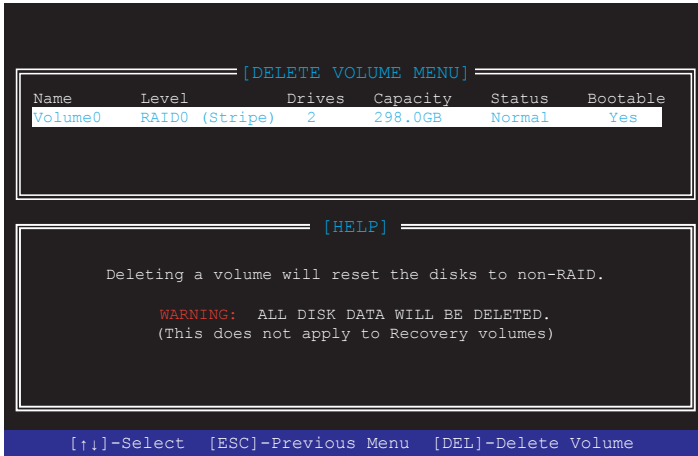 [DELETE VOLUME MENU]
Name Level Drives Capacity Status Bootable
Volume0 RAID0 (Stripe) 2 298.0GB Normal Yes
[HELP]
Deleting a volume will reset the disks to non-RAID.
WARNING: ALL DISK DATA WILL BE DELETED.
(This does not apply to Recovery volumes)
[↑↓]-Select [ESC]-Previous Menu [DEL]-Delete Volume